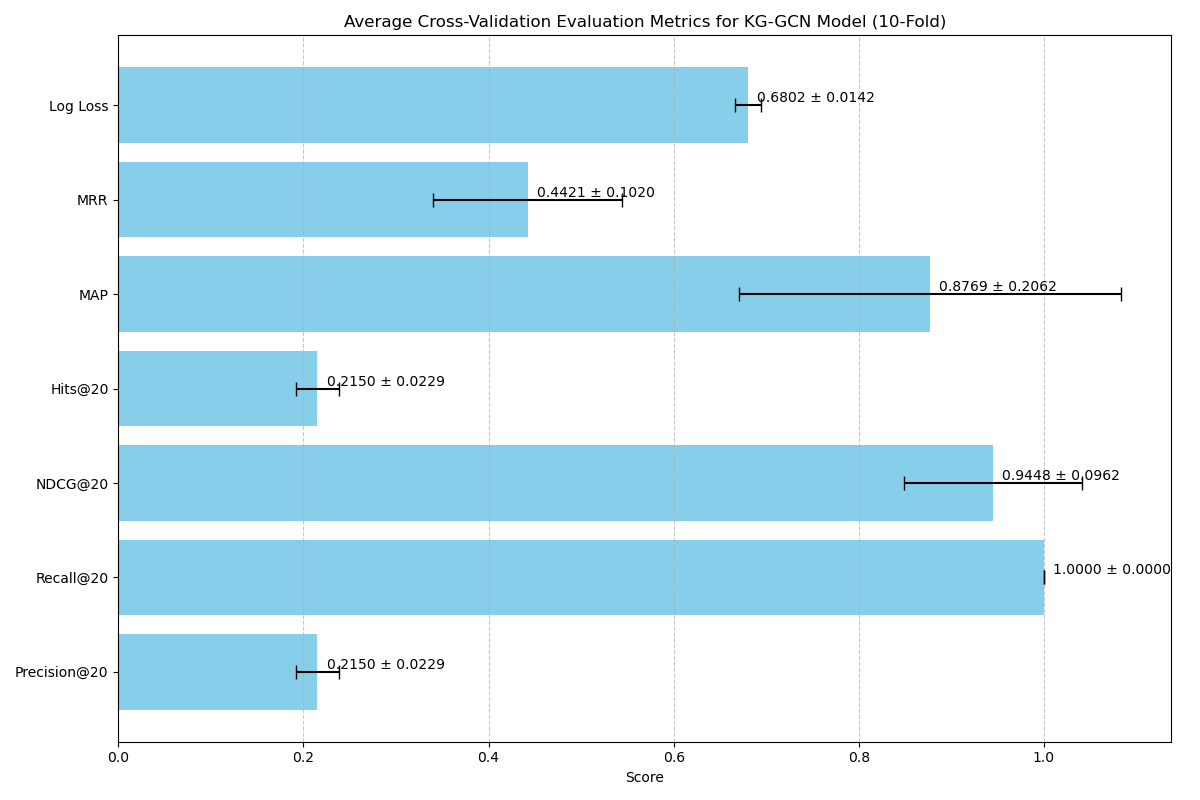 Average Cross-Validation Evaluation Metrics for KG-GCN Model (10-Fold)
Log Loss
0.6802 ± 0.0142
MRR
0.4421 ± 0.1020
MAP
0.8769 ± 0.2062
Hits@20
0.2150 ± 0.0229
NDCG@20
0.9448 ± 0.0962
Recall@20
1.0000 ± 0.0000
Precision@20
0.2150 ± 0.0229
0.0 0.2 0.4 0.6 0.8 1.0
Score